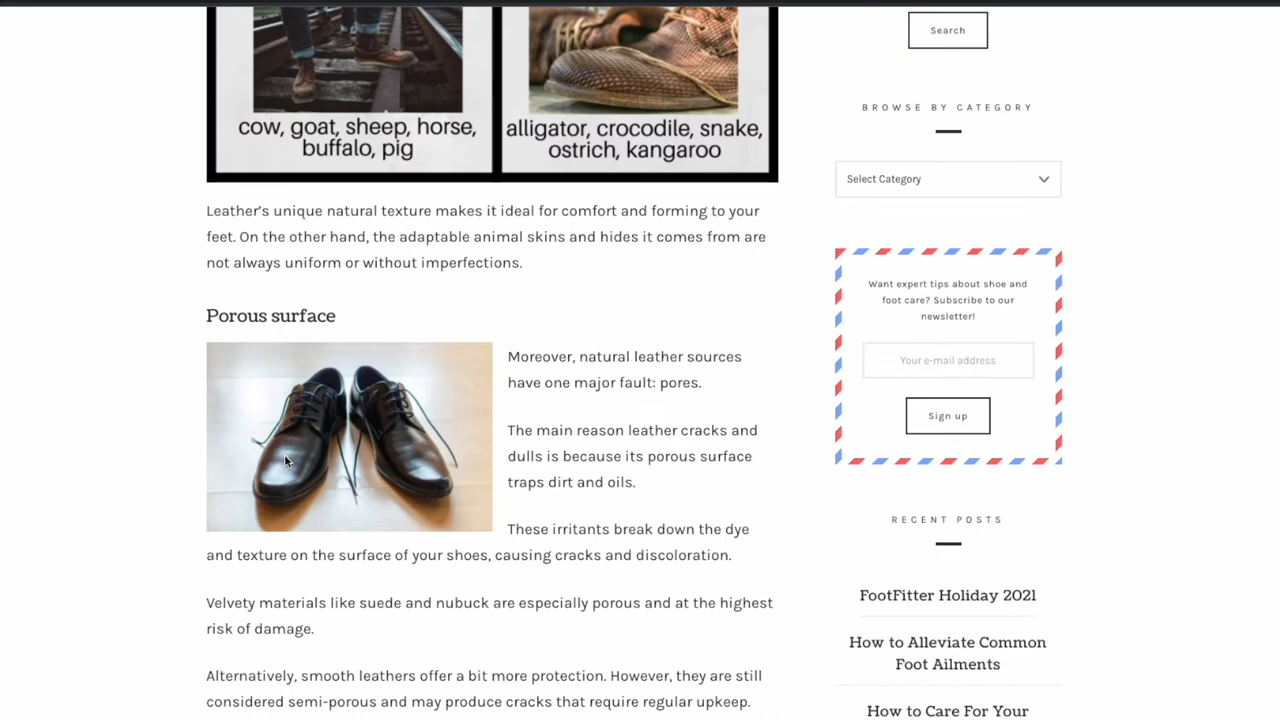 cow, goat, sheep, horse,
buffalo, pig
alligator, crocodile, snake,
ostrich, kangaroo
Leather’s unique natural texture makes it ideal for comfort and forming to your
feet. On the other hand, the adaptable animal skins and hides it comes from are
not always uniform or without imperfections.
Porous surface
Moreover, natural leather sources
have one major fault: pores.
The main reason leather cracks and
dulls is because its porous surface
traps dirt and oils.
These irritants break down the dye
and texture on the surface of your shoes, causing cracks and discoloration.
Velvety materials like suede and nubuck are especially porous and at the highest
risk of damage.
Alternatively, smooth leathers offer a bit more protection. However, they are still
considered semi-porous and may produce cracks that require regular upkeep.
Search
BROWSE BY CATEGORY
Select Category
Want expert tips about shoe and
foot care? Subscribe to our
newsletter!
Your e-mail address
Sign up
RECENT POSTS
FootFitter Holiday 2021
How to Alleviate Common
Foot Ailments
How to Care For Your